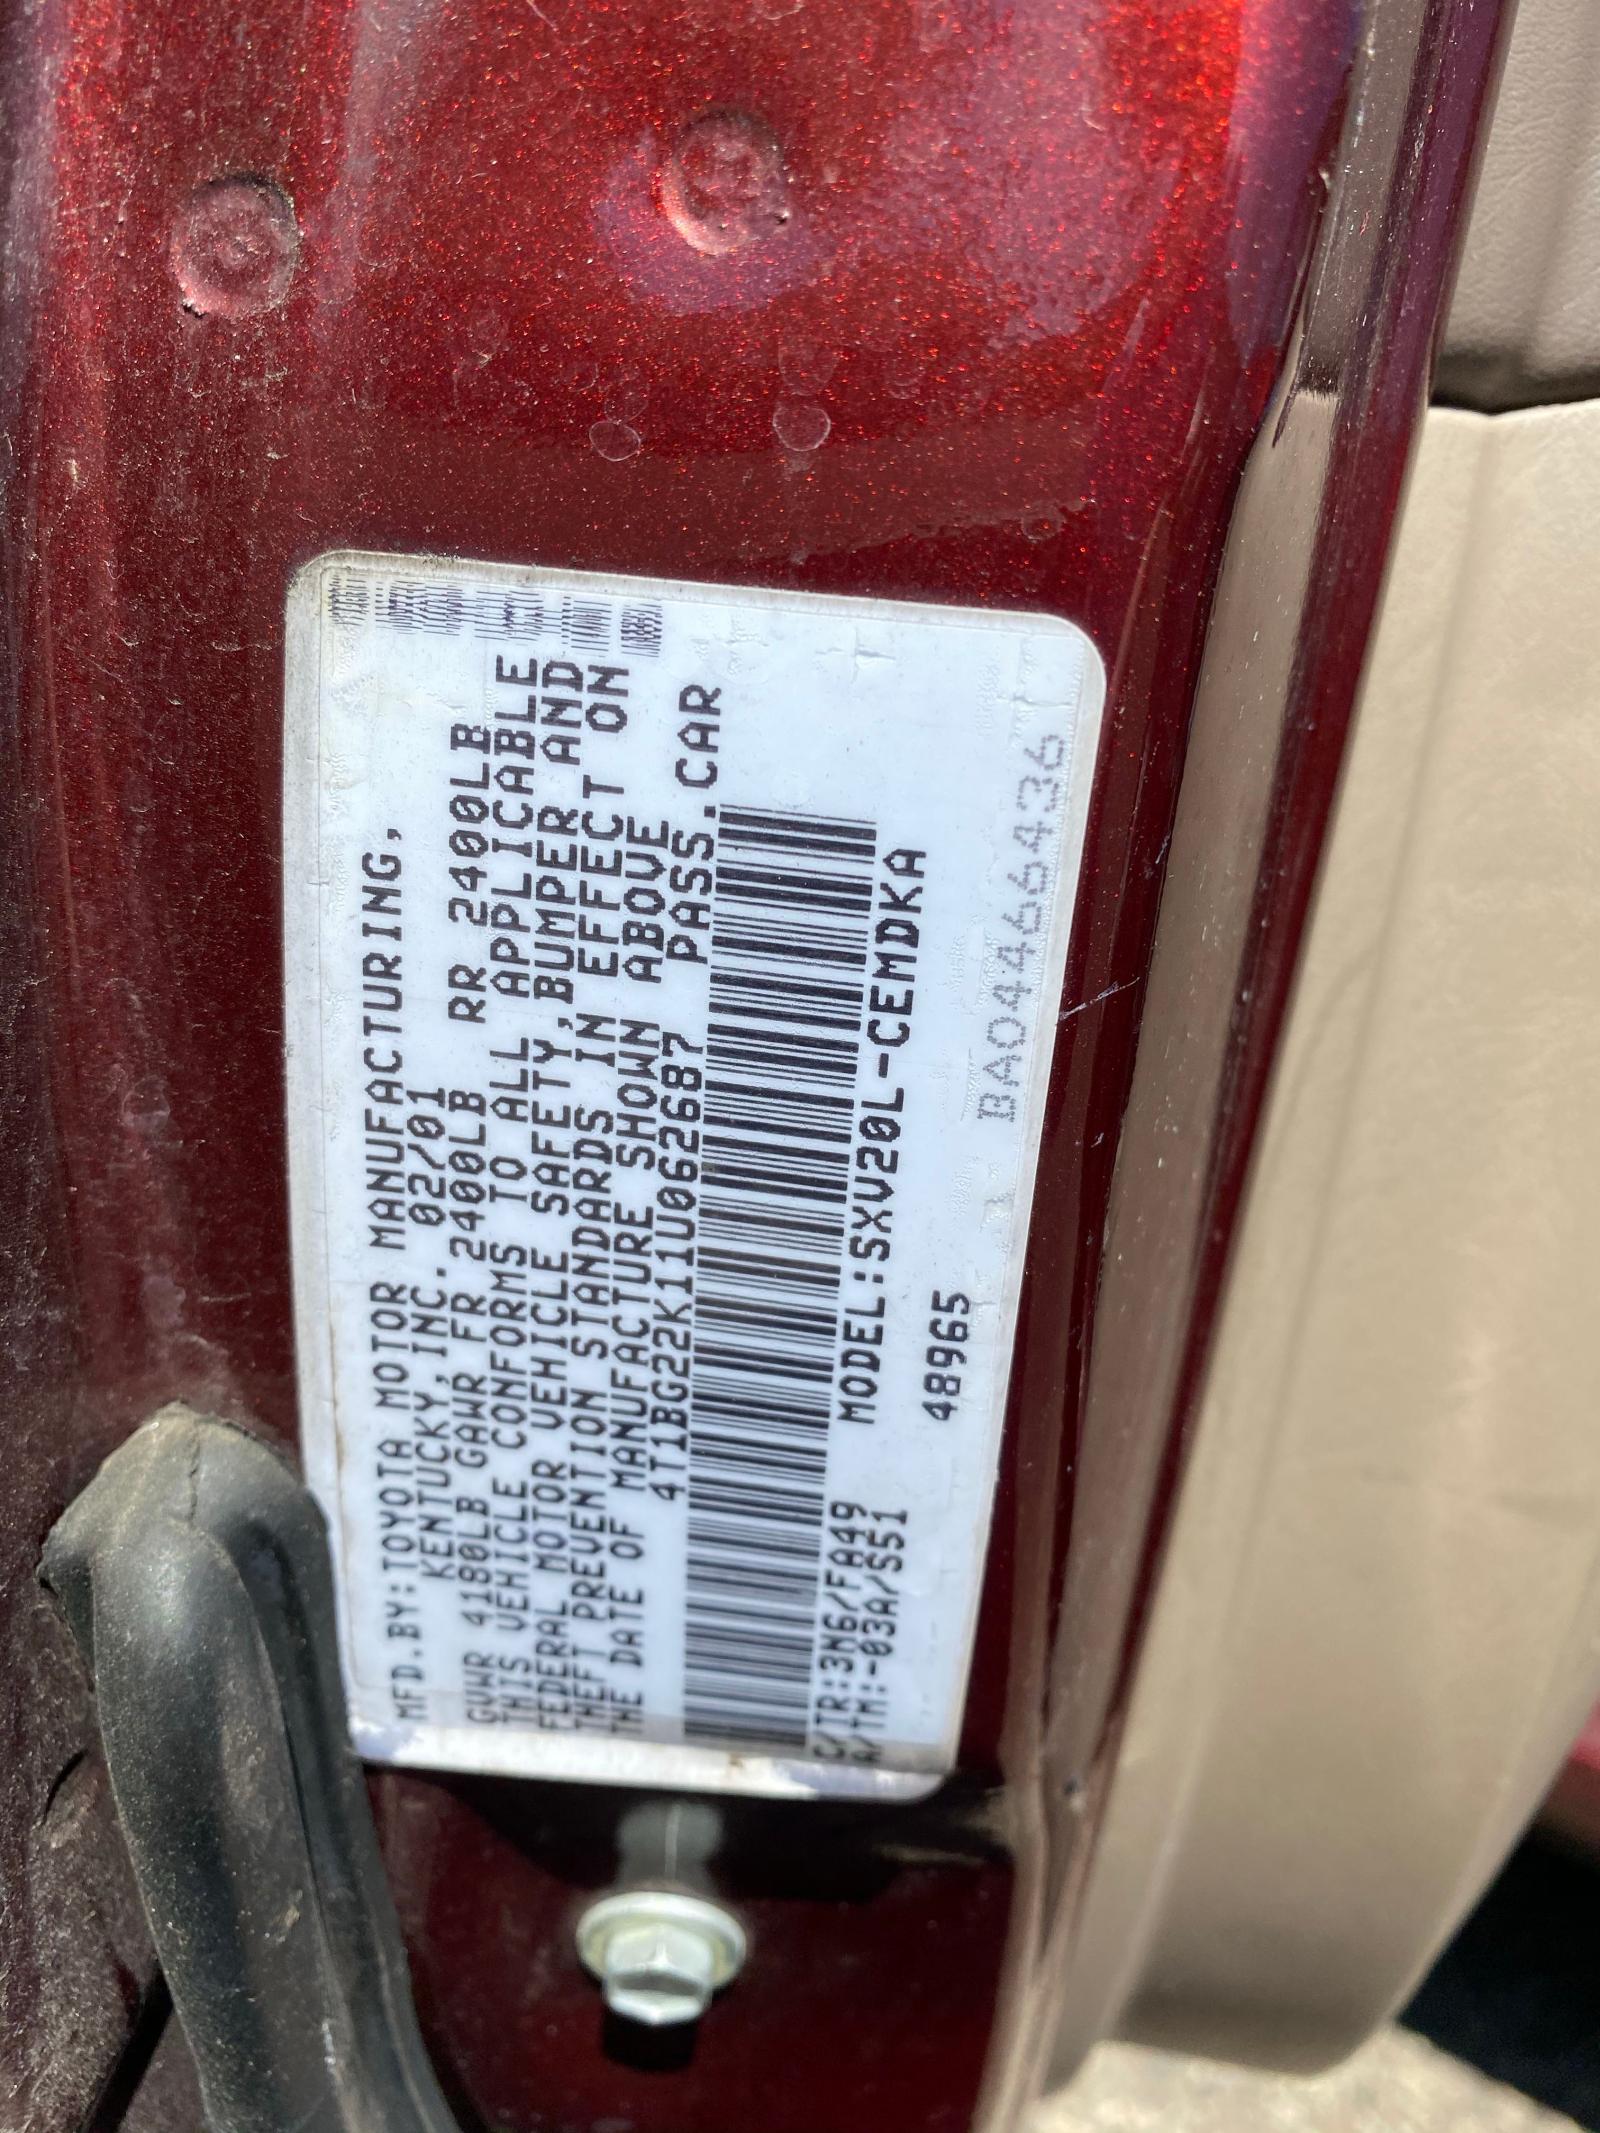 MFD.BY:TOYOTA MOTOR MANUFACTURING,
KENTUCKY,INC. 02/01
GVWR 4180LB GAWR FR 2400LB RR 2400LB
THIS VEHICLE CONFORMS TO ALL APPLICABLE
FEDERAL MOTOR VEHICLE SAFETY,BUMPER AND
THEFT PREVENTION STANDARDS IN EFFECT ON
THE DATE OF MANUFACTURE SHOWN ABOVE
4T1BG22K11U062687 PASS.CAR
C/TR:3N6/FA49 MODEL:SXV20L-CEMDKA
A/TM:-03A/S51
48965
BA04466436